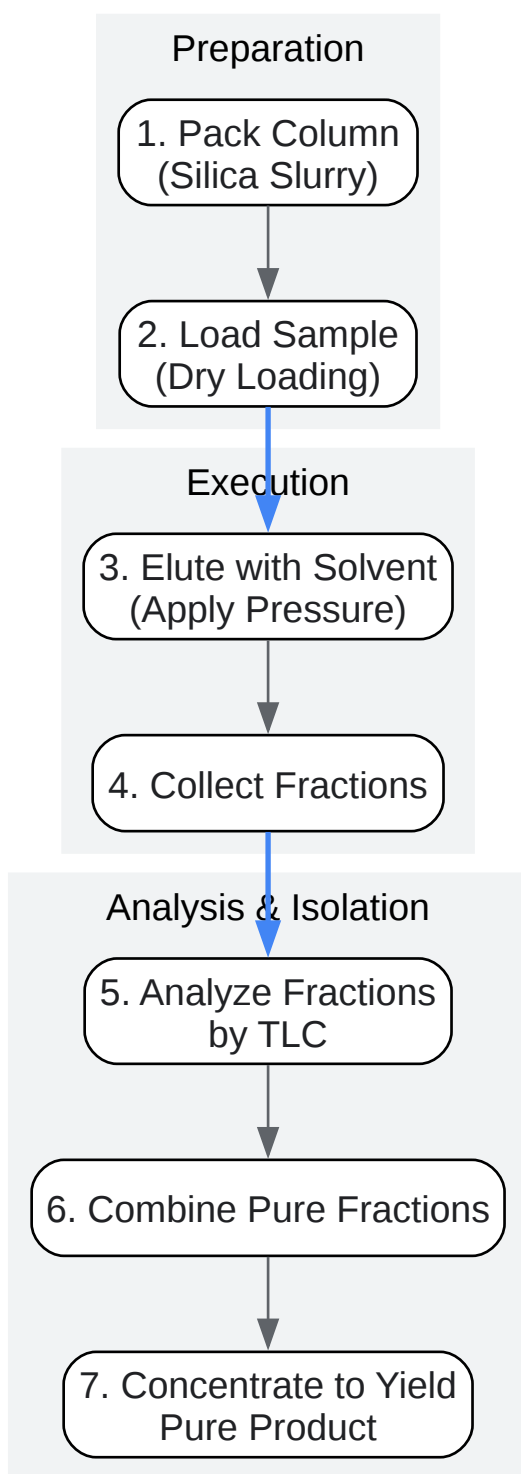 Preparation
1. Pack Column
(Silica Slurry)
2. Load Sample
(Dry Loading)
Execution
3. Elute with Solvent
(Apply Pressure)
4. Collect Fractions
Analysis & Isolation
5. Analyze Fractions
by TLC
6. Combine Pure Fractions
7. Concentrate to Yield
Pure Product